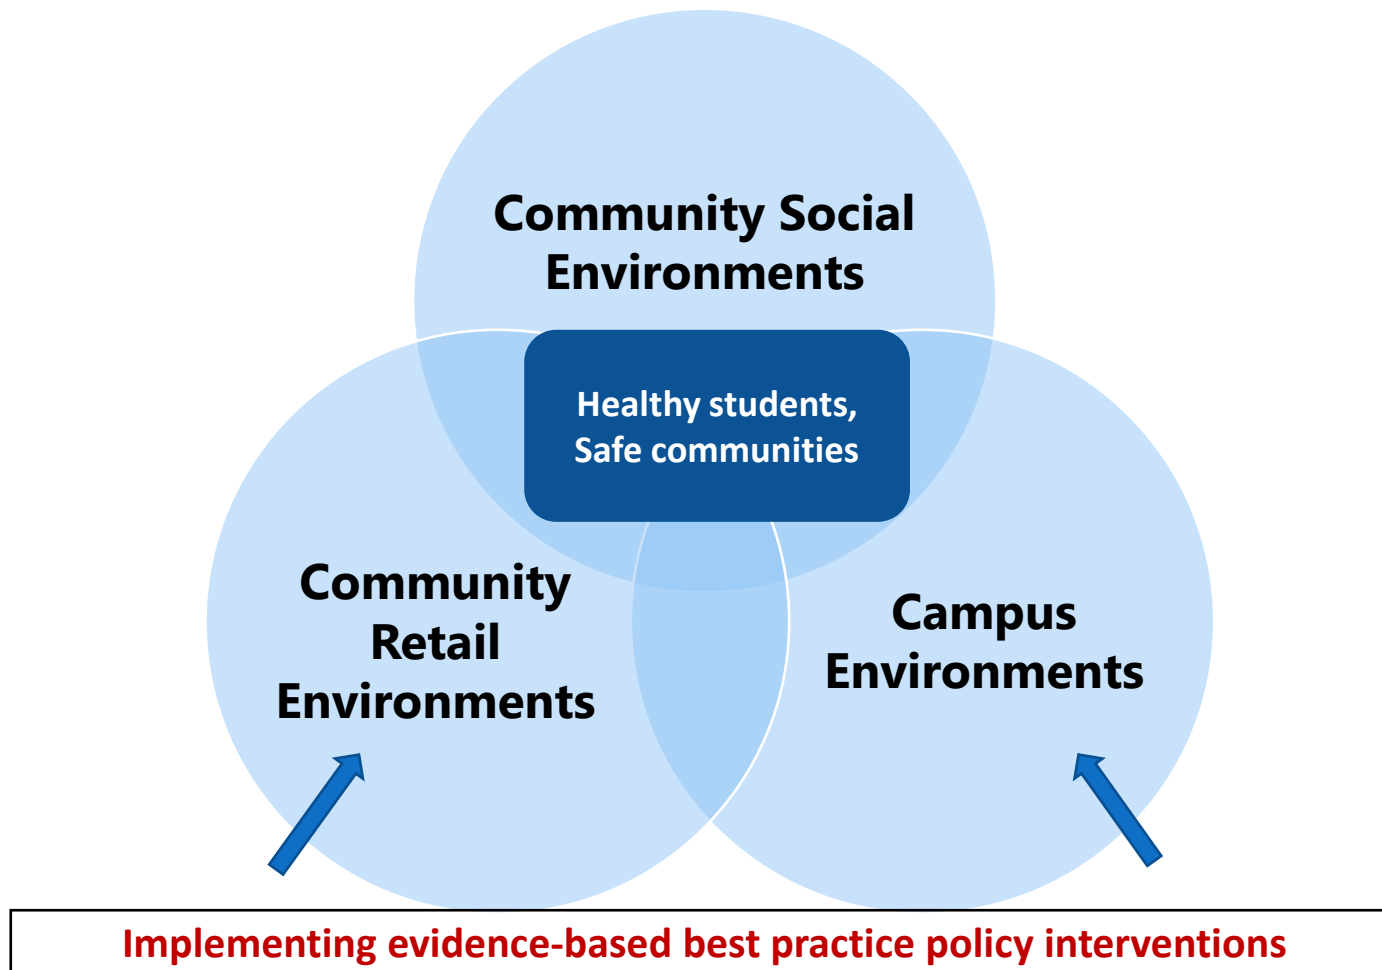 Community Social
Environments
Healthy students,
Safe communities
Community
Retail
Environments
Campus
Environments
Implementing evidence-based best practice policy interventions